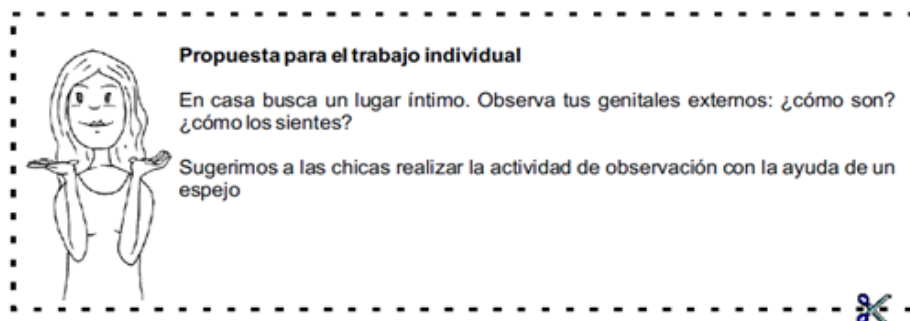 Propuesta para el trabajo individual
En casa busca un lugar íntimo. Observa tus genitales externos: ¿cómo son?
¿cómo los sientes?
Sugerimos a las chicas realizar la actividad de observación con la ayuda de un
espejo